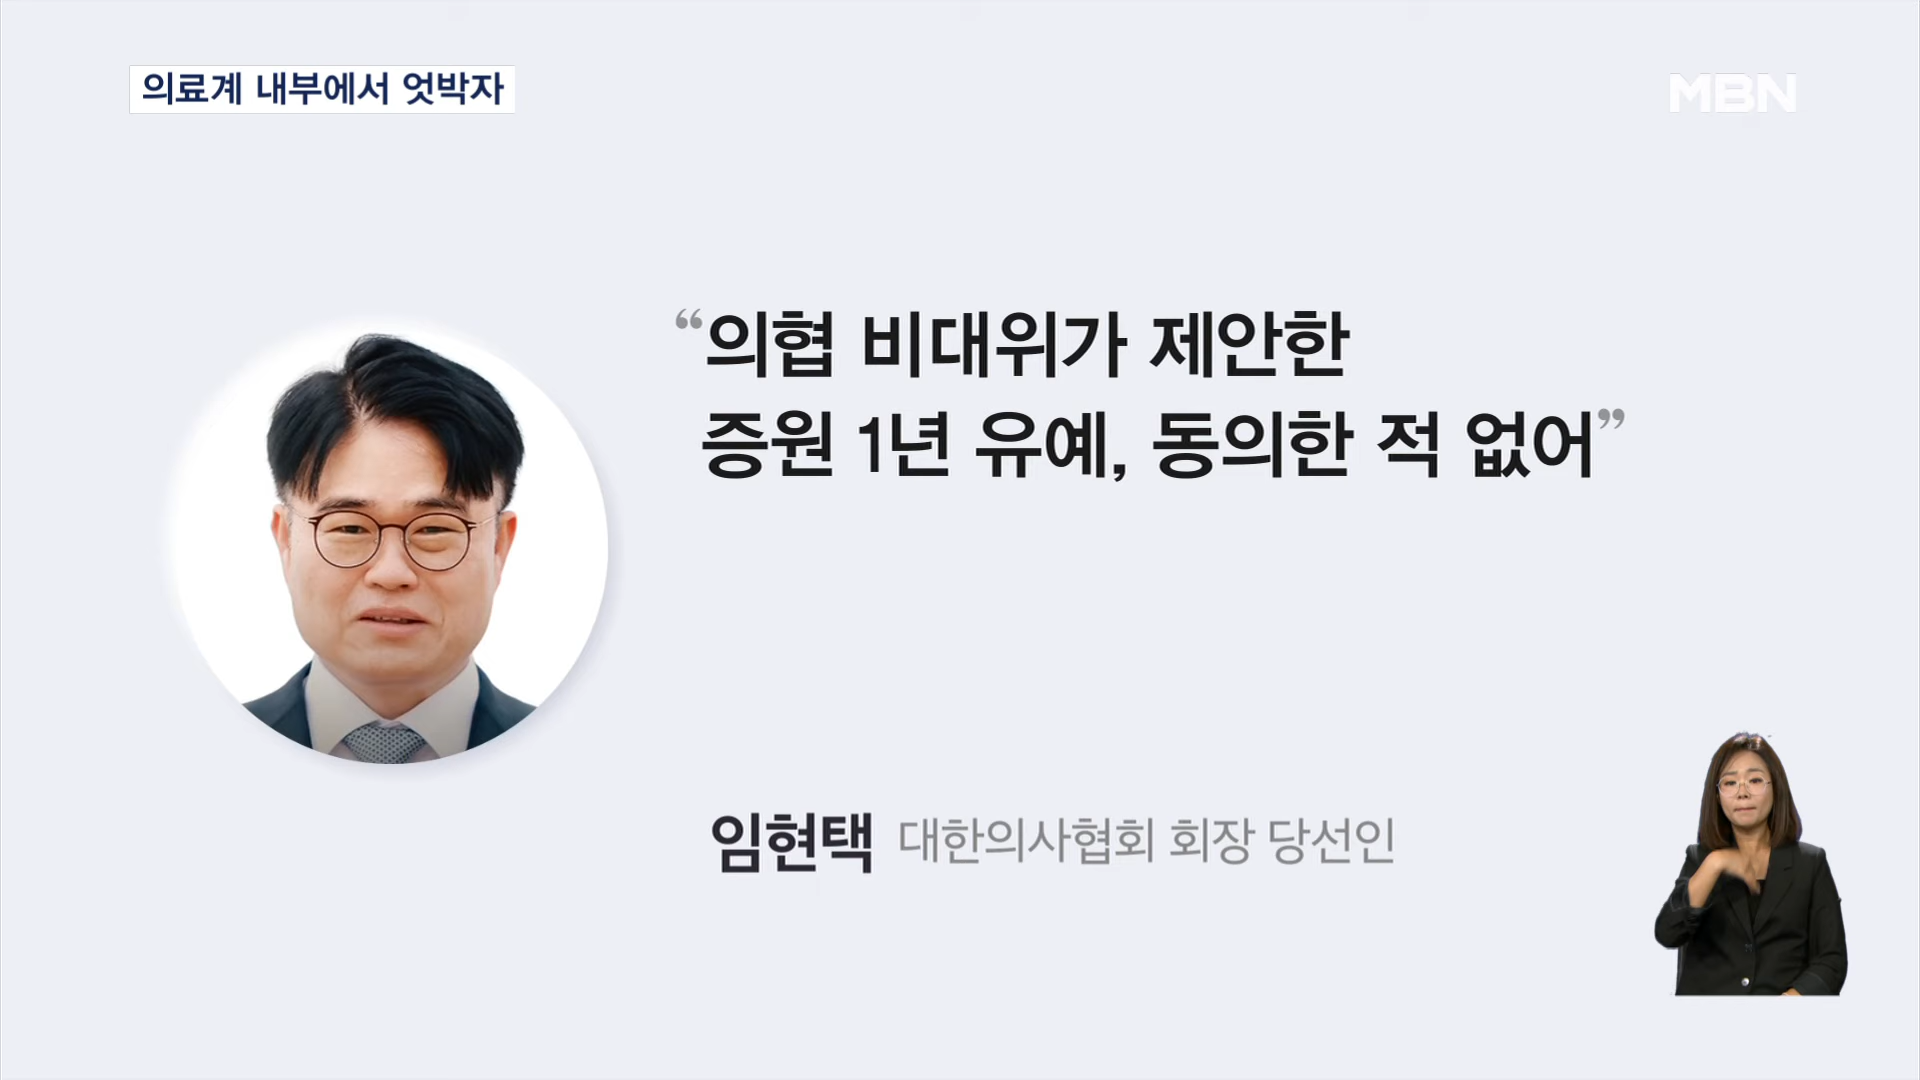 의료계 내부에서 엇박자
MBN
“의협 비대위가 제안한
증원 1년 유예, 동의한 적 없어”
임현택 대한의사협회 회장 당선인